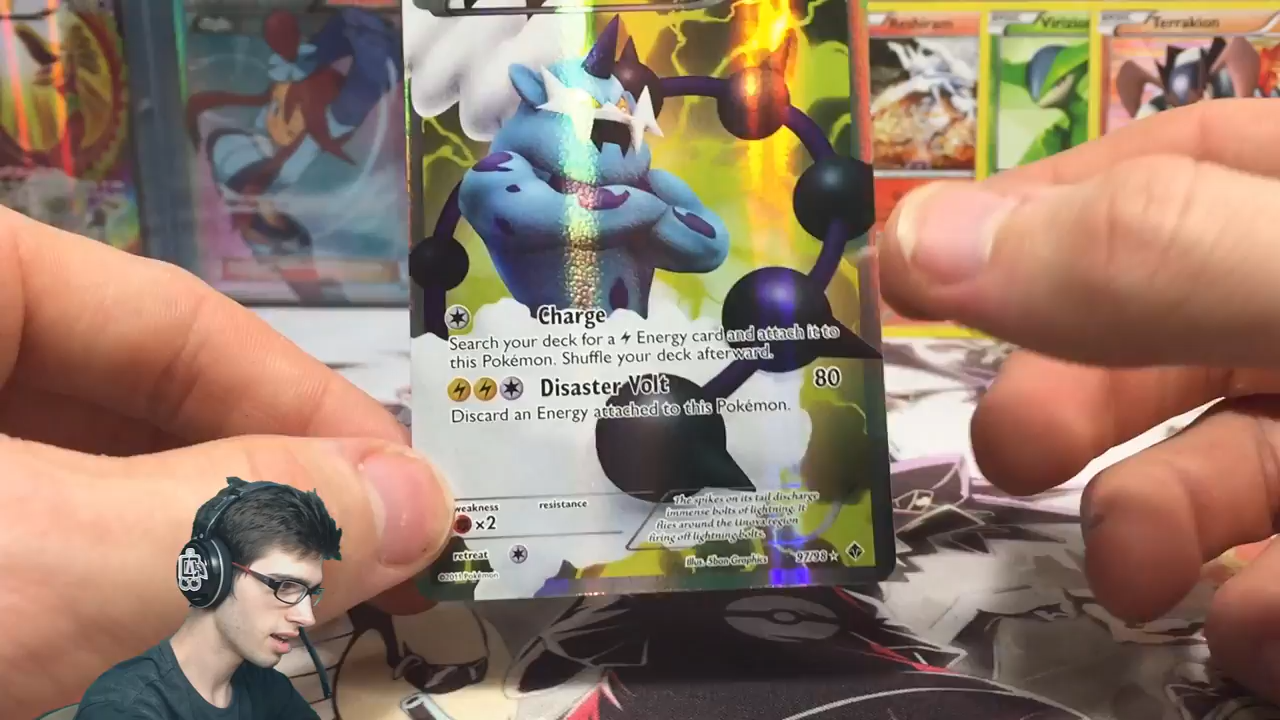 Reshiram
Virizion
Terrakion
Charge
Search your deck for a Energy card and attach it to
this Pokémon. Shuffle your deck afterward.
Disaster Volt 80
Discard an Energy attached to this Pokémon.
weakness resistance
×2
The spikes on its tail discharge
immense bolts of lightning. It
flies around the Unova region
firing off lightning bolts.
retreat
©2011 Pokémon
Illus. 5ban Graphics
97/98